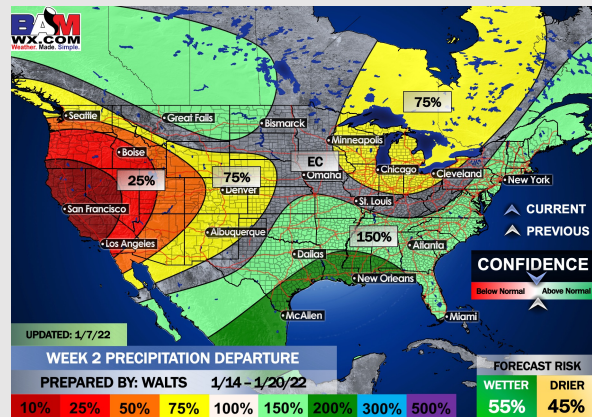 BAM
WX.COM
Weather. Made. Simple.
Seattle
Great Falls
Bismarck
75%
Minneapolis
Boise
EC
25%
75%
Omaha
Chicago
Cleveland
New York
Denver
St. Louis
San Francisco
CURRENT
Albuquerque
150%
PREVIOUS
Los Angeles
Dallas
Atlanta
CONFIDENCE
New Orleans
Below Normal
Above Normal
McAllen
Miami
UPDATED: 1/7/22
WEEK 2 PRECIPITATION DEPARTURE
PREPARED BY: WALTS 1/14 – 1/20/22
FORECAST RISK
WETTER
DRIER
55%
45%
10% 25% 50% 75% 100% 150% 200% 300% 500%